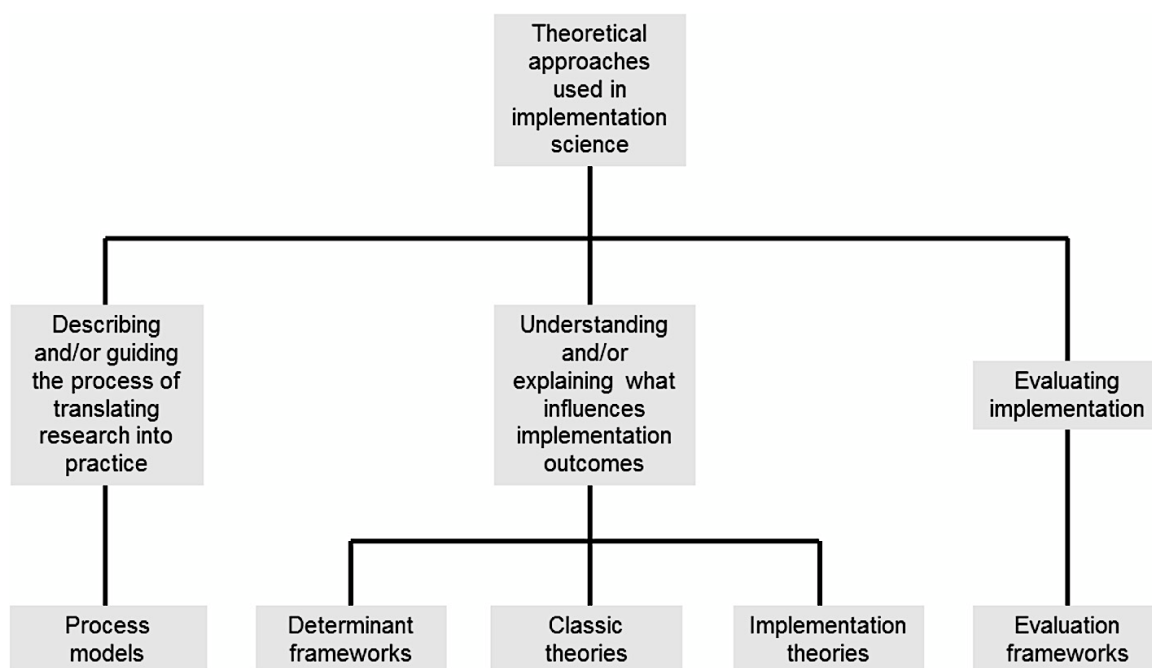 Theoretical
approaches
used in
implementation
science
Describing
and/or guiding
the process of
translating
research into
practice
Understanding
and/or
explaining what
influences
implementation
outcomes
Evaluating
implementation
Process
models
Determinant
frameworks
Classic
theories
Implementation
theories
Evaluation
frameworks